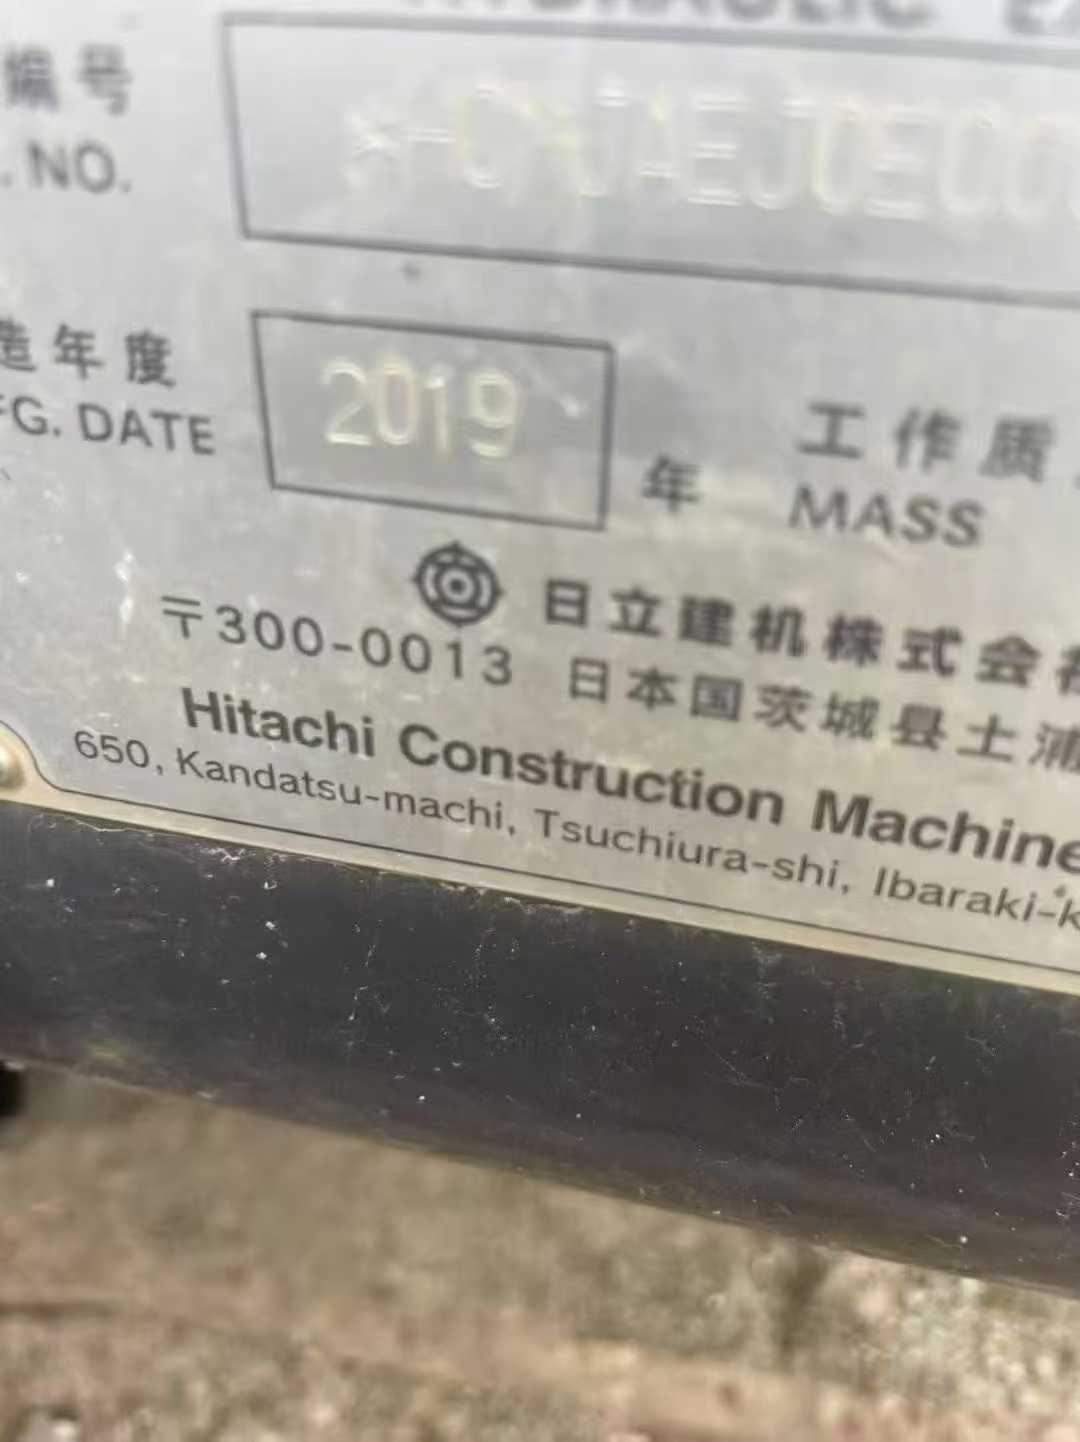 HYDRAULIC
编号
. NO.
造年度
FG. DATE
2019
年
工作质
MASS
日立建机株式会
〒300-0013 日本国茨城县土浦
Hitachi Construction Machine
650, Kandatsu-machi, Tsuchiura-shi, Ibaraki-k